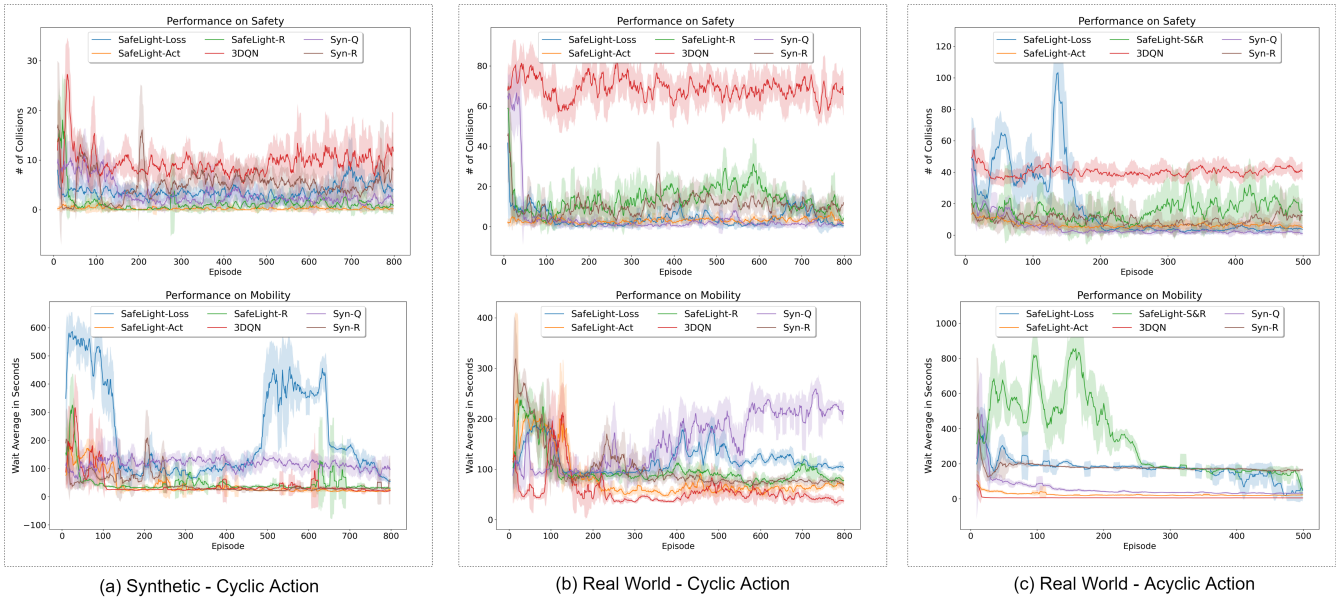 Performance on Safety
SafeLight-Loss SafeLight-R Syn-Q
SafeLight-Act 3DQN Syn-R
# of Collisions
30
20
10
0
0 100 200 300 400 500 600 700 800
Episode
Performance on Mobility
SafeLight-Loss SafeLight-R Syn-Q
SafeLight-Act 3DQN Syn-R
Wait Average in Seconds
600
500
400
300
200
100
0
−100
0 100 200 300 400 500 600 700 800
Episode
(a) Synthetic - Cyclic Action
Performance on Safety
SafeLight-Loss SafeLight-R Syn-Q
SafeLight-Act 3DQN Syn-R
# of Collisions
80
60
40
20
0
0 100 200 300 400 500 600 700 800
Episode
Performance on Mobility
SafeLight-Loss SafeLight-R Syn-Q
SafeLight-Act 3DQN Syn-R
Wait Average in Seconds
400
300
200
100
0
0 100 200 300 400 500 600 700 800
Episode
(b) Real World - Cyclic Action
Performance on Safety
SafeLight-Loss SafeLight-S&R Syn-Q
SafeLight-Act 3DQN Syn-R
# of Collisions
120
100
80
60
40
20
0
0 100 200 300 400 500
Episode
Performance on Mobility
SafeLight-Loss SafeLight-S&R Syn-Q
SafeLight-Act 3DQN Syn-R
Wait Average in Seconds
1000
800
600
400
200
0
0 100 200 300 400 500
Episode
(c) Real World - Acyclic Action